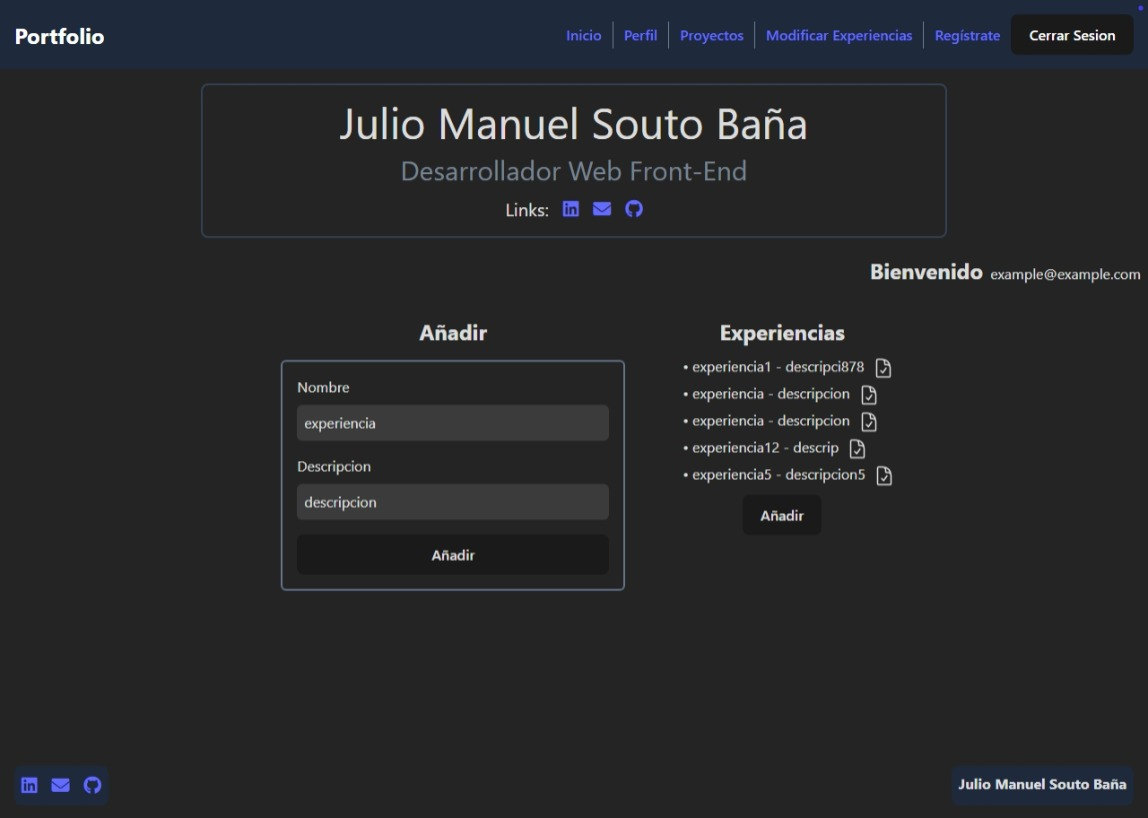 Portfolio
Inicio Perfil Proyectos Modificar Experiencias Regístrate Cerrar Sesion
Julio Manuel Souto Baña
Desarrollador Web Front-End
Links:
Bienvenido example@example.com
Añadir
Nombre
experiencia
Descripcion
descripcion
Añadir
Experiencias
• experiencia1 - descripci878
• experiencia - descripcion
• experiencia - descripcion
• experiencia12 - descrip
• experiencia5 - descripcion5
Añadir
Julio Manuel Souto Baña